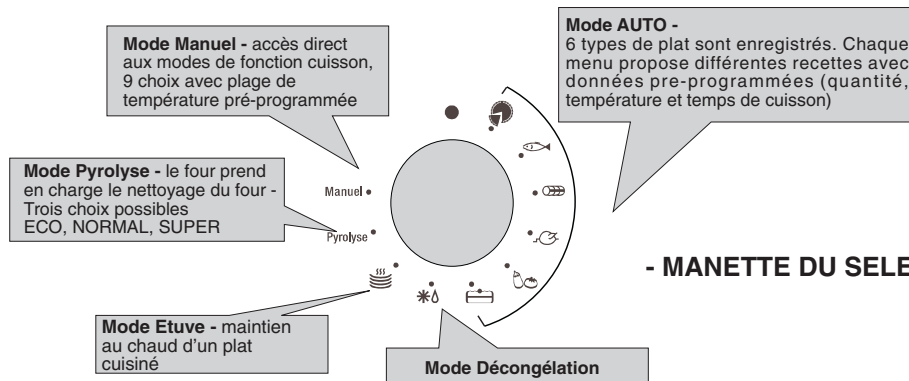 Mode Manuel - accès direct
aux modes de fonction cuisson,
9 choix avec plage de
température pré-programmée
Mode AUTO -
6 types de plat sont enregistrés. Chaque
menu propose différentes recettes avec
données pre-programmées (quantité,
température et temps de cuisson)
Mode Pyrolyse - le four prend
en charge le nettoyage du four -
Trois choix possibles
ECO, NORMAL, SUPER
Manuel
Pyrolyse
- MANETTE DU SELE
Mode Etuve - maintien
au chaud d'un plat
cuisiné
Mode Décongélation